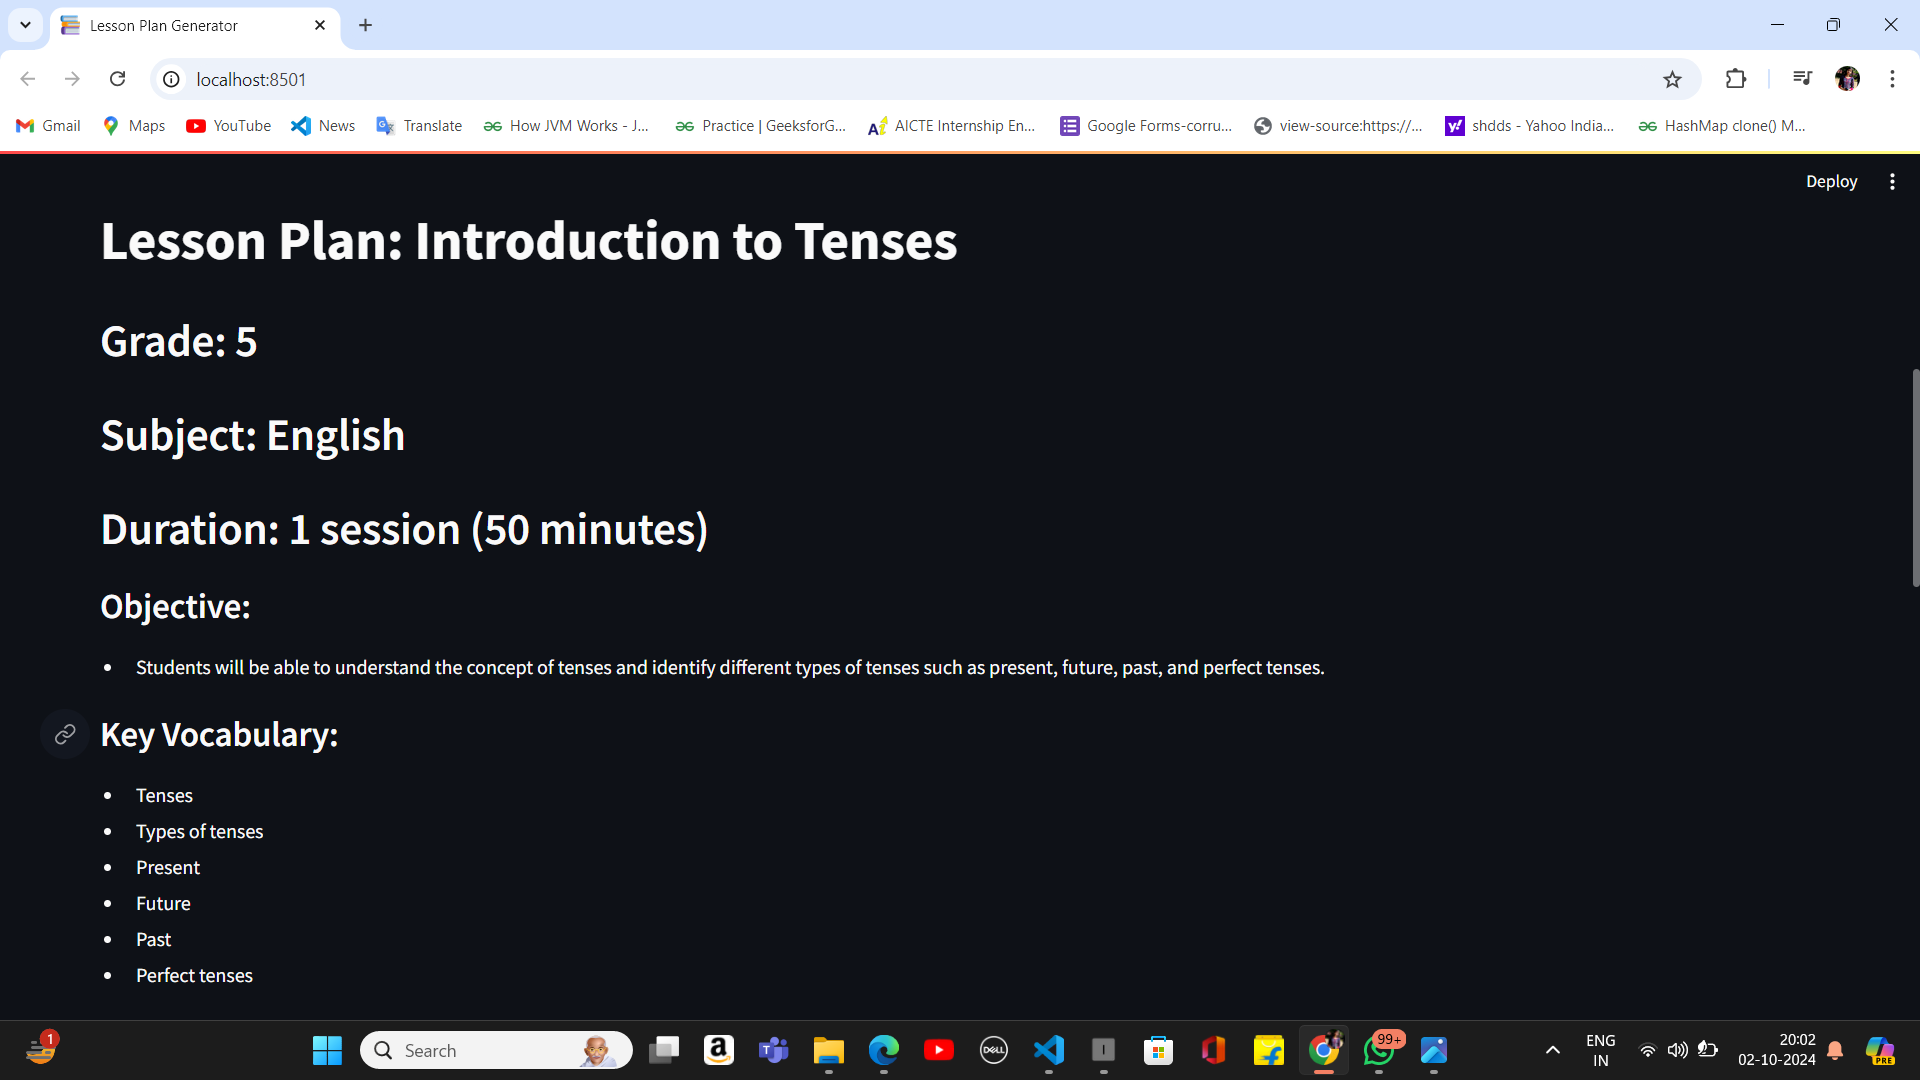 Lesson Plan Generator
localhost:8501
Gmail Maps YouTube News Translate How JVM Works - J... Practice | GeeksforG... AICTE Internship En... Google Forms-corru... view-source:https://... shdds - Yahoo India... HashMap clone() M...
Deploy
Lesson Plan: Introduction to Tenses
Grade: 5
Subject: English
Duration: 1 session (50 minutes)
Objective:
• Students will be able to understand the concept of tenses and identify different types of tenses such as present, future, past, and perfect tenses.
Key Vocabulary:
• Tenses
• Types of tenses
• Present
• Future
• Past
• Perfect tenses
1
Search
DELL
99+
ENG
IN
20:02
02-10-2024
PRE